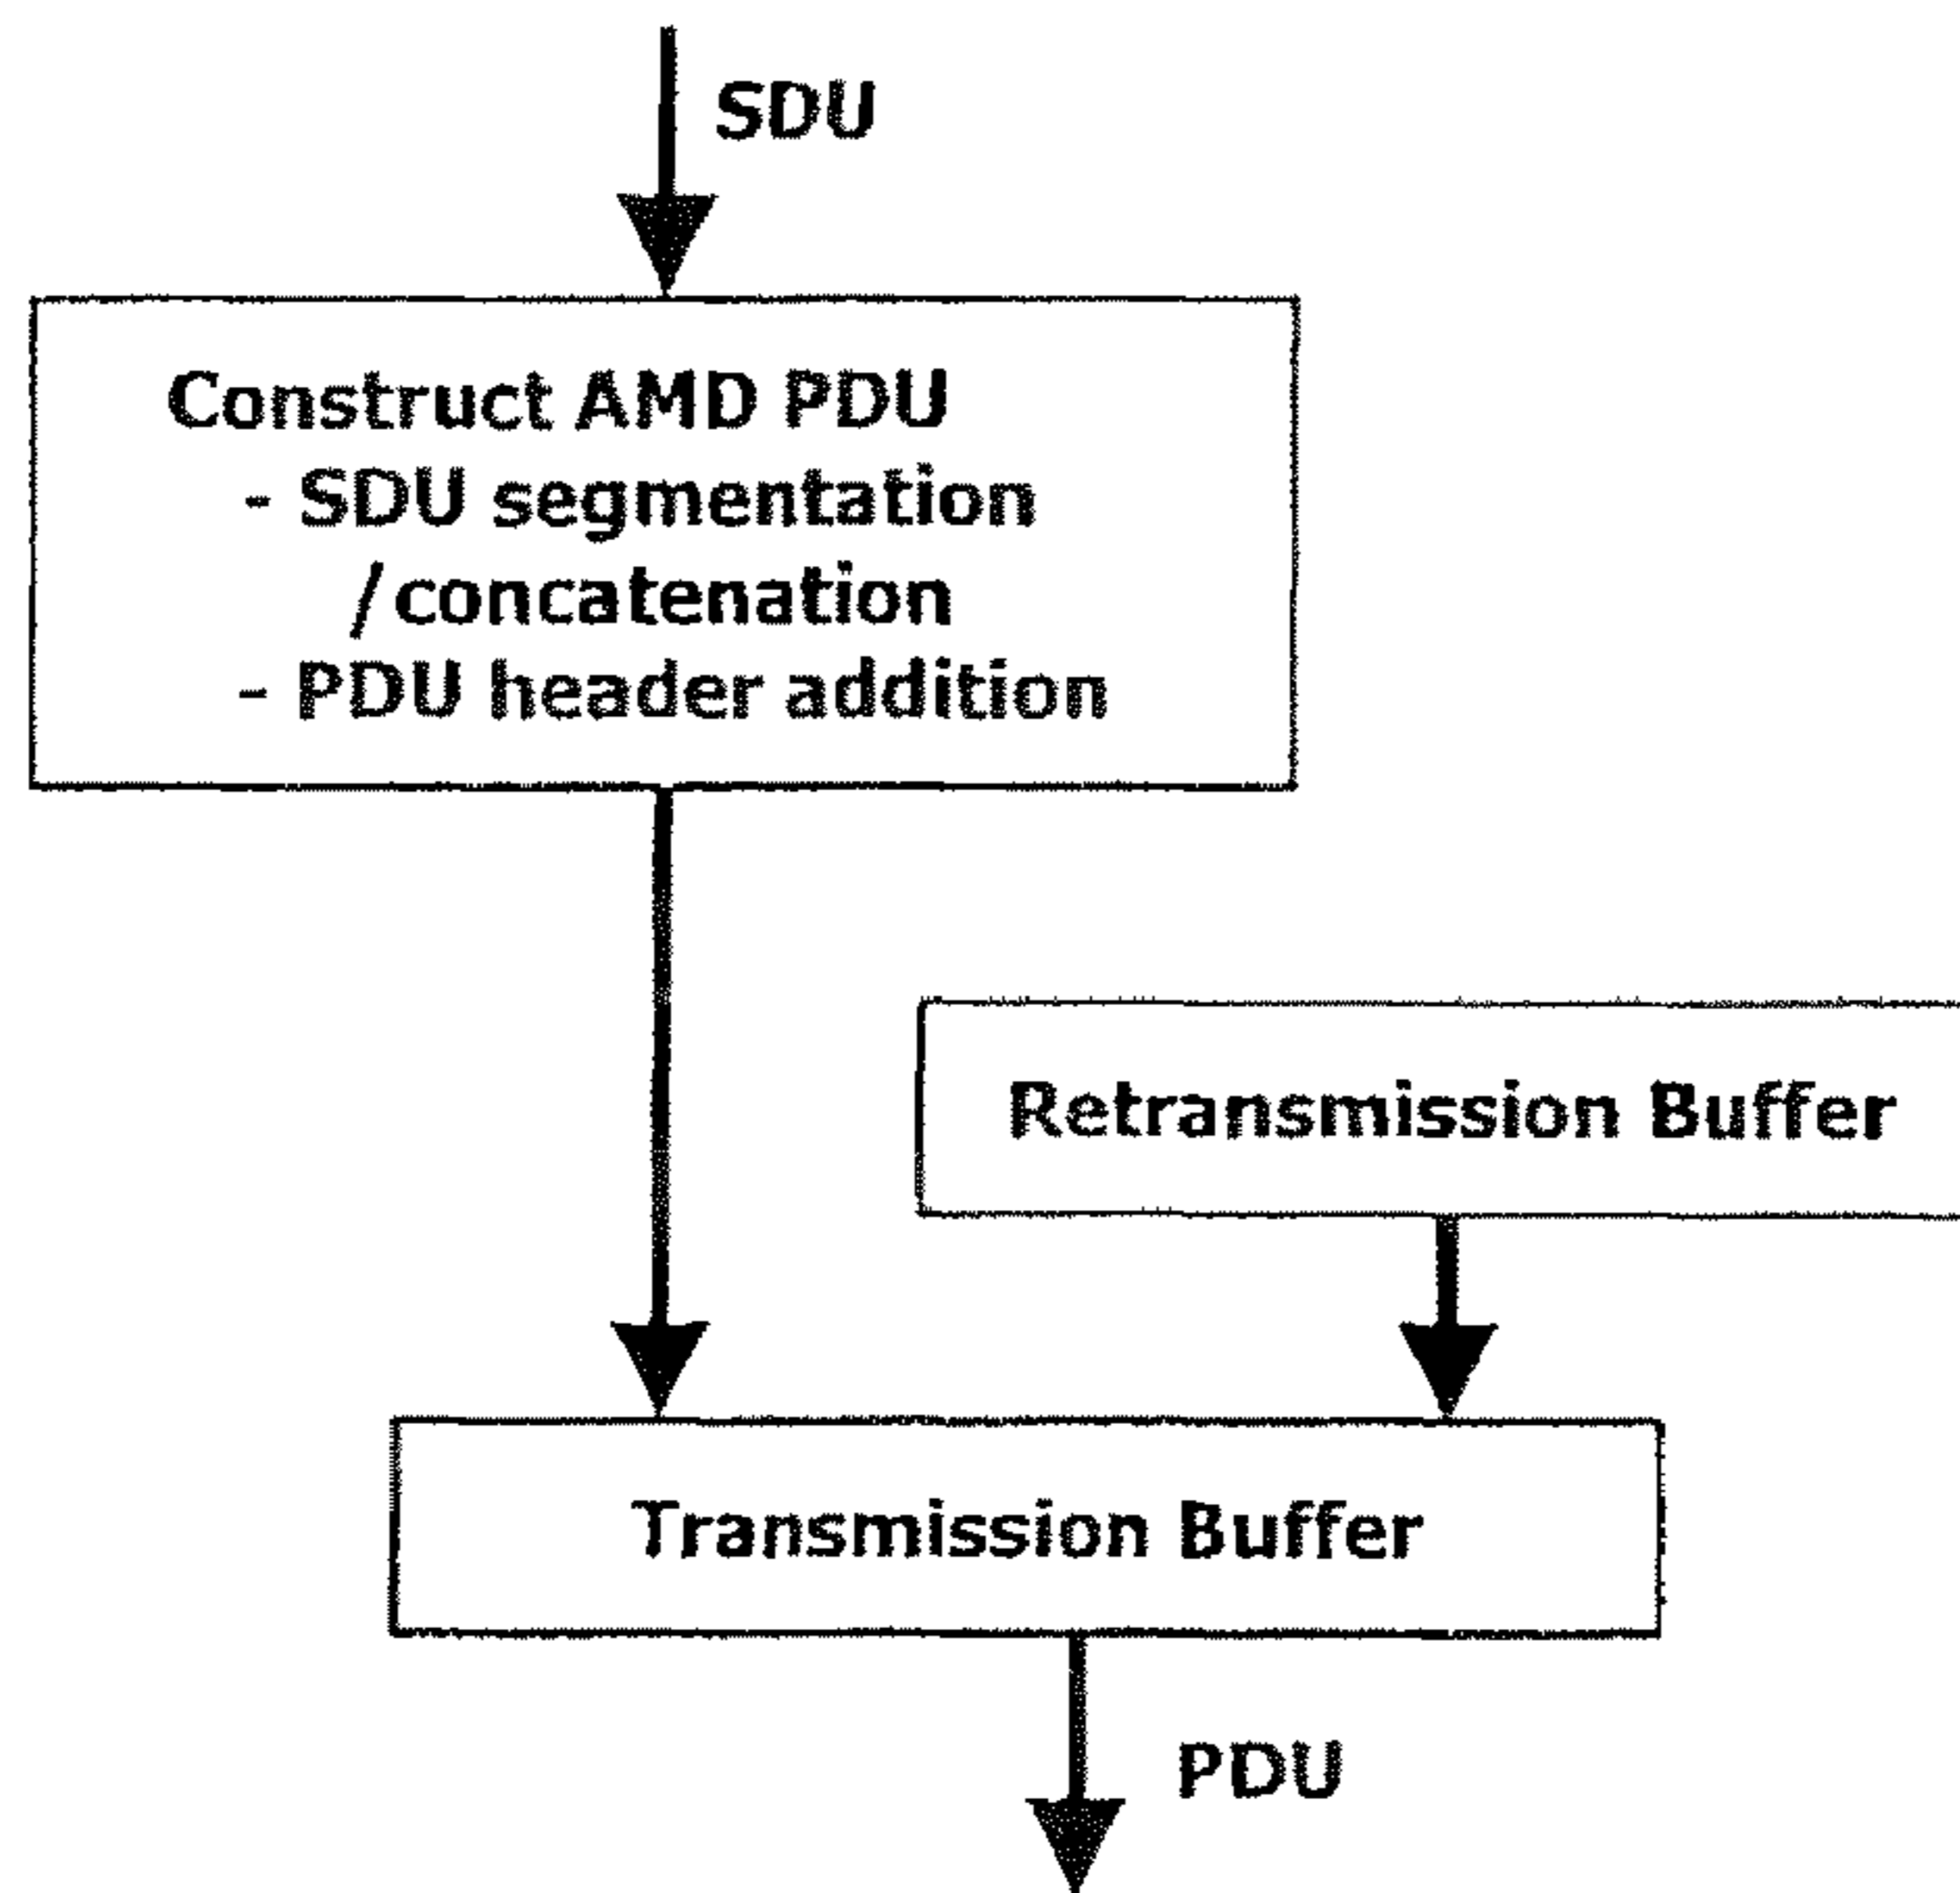 SDU
Construct AMD PDU
- SDU segmentation
/concatenation
- PDU header addition
Retransmission Buffer
Transmission Buffer
PDU